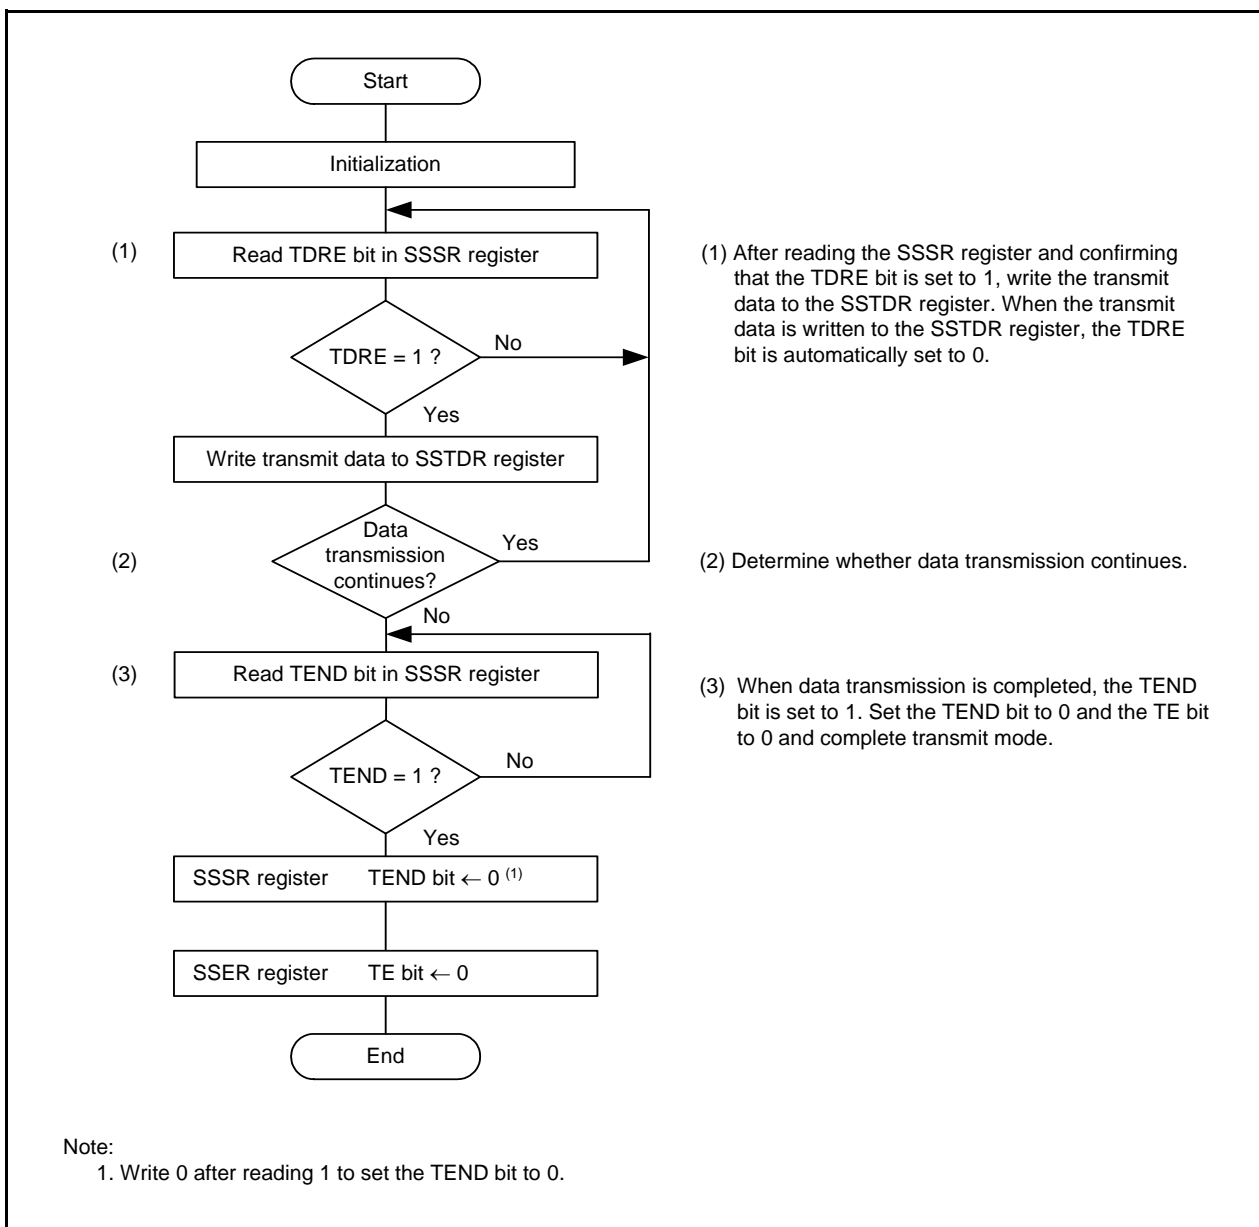 Start
Initialization
(1)
Read TDRE bit in SSSR register
(1) After reading the SSSR register and confirming
that the TDRE bit is set to 1, write the transmit
data to the SSTDR register. When the transmit
data is written to the SSTDR register, the TDRE
bit is automatically set to 0.
TDRE = 1 ?
No
Yes
Write transmit data to SSTDR register
Data
transmission
continues?
Yes
(2)
(2) Determine whether data transmission continues.
No
(3)
Read TEND bit in SSSR register
(3) When data transmission is completed, the TEND
bit is set to 1. Set the TEND bit to 0 and the TE bit
to 0 and complete transmit mode.
TEND = 1 ?
No
Yes
SSSR register TEND bit ← 0 (1)
SSER register TE bit ← 0
End
Note:
1. Write 0 after reading 1 to set the TEND bit to 0.